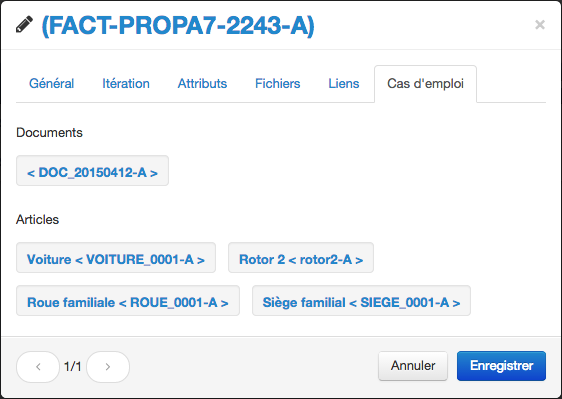 (FACT-PROPA7-2243-A)
×
Général Itération Attributs Fichiers Liens Cas d'emploi
Documents
< DOC_20150412-A >
Articles
Voiture < VOITURE_0001-A > Rotor 2 < rotor2-A >
Roue familiale < ROUE_0001-A > Siège familial < SIEGE_0001-A >
‹ 1/1 › Annuler Enregistrer